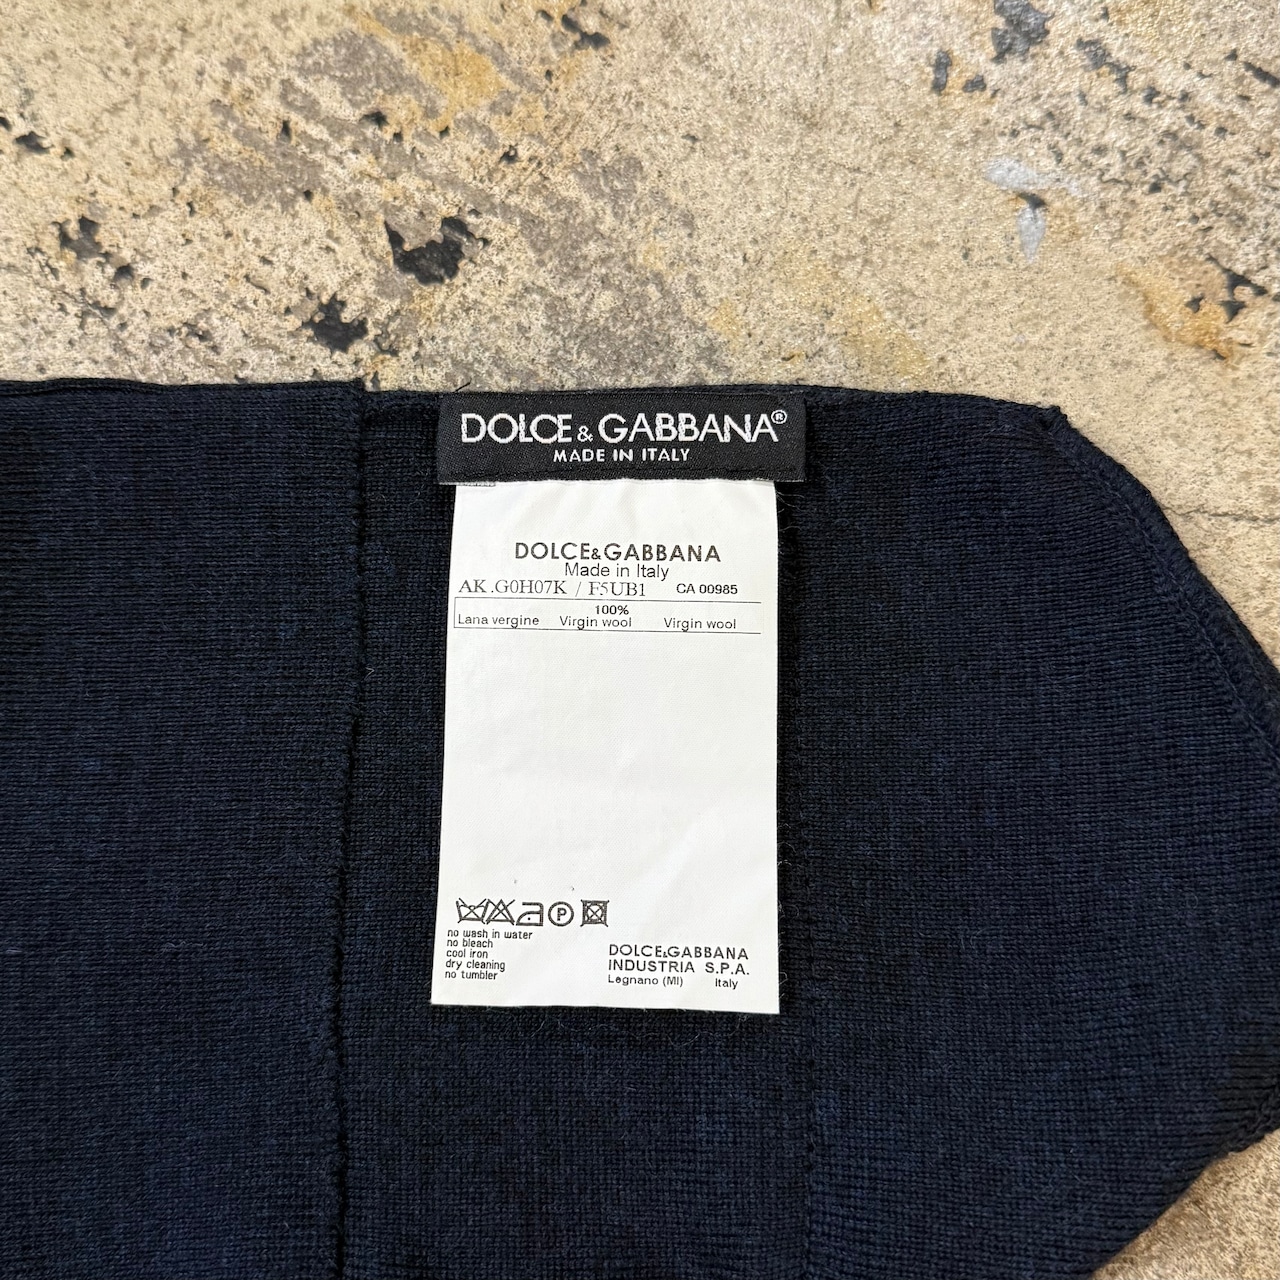 DOLCE & GABBANA®
MADE IN ITALY
DOLCE&GABBANA
Made in Italy
AK.G0H07K / F5UB1 CA 00985
100%
Lana vergine Virgin wool Virgin wool
P
no wash in water
no bleach
cool iron
dry cleaning
no tumbler
DOLCE&GABBANA
INDUSTRIA S.P.A.
Legnano (MI) Italy